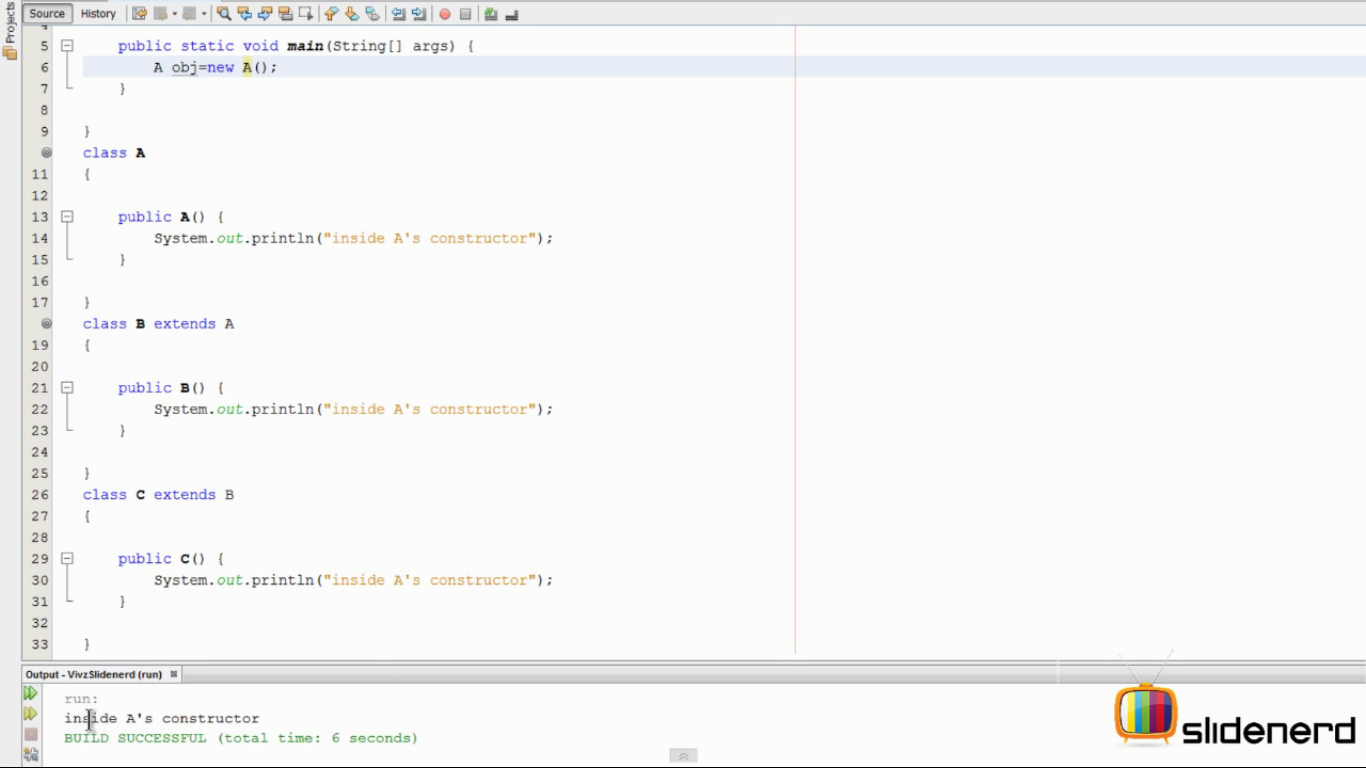 Projects
Source History
4
5 public static void main(String[] args) {
6 A obj=new A();
7 }
8
9 }
class A
11 {
12
13 public A() {
14 System.out.println("inside A's constructor");
15 }
16
17 }
class B extends A
19 {
20
21 public B() {
22 System.out.println("inside A's constructor");
23 }
24
25 }
26 class C extends B
27 {
28
29 public C() {
30 System.out.println("inside A's constructor");
31 }
32
33 }
Output - VivzSlidenerd (run)
run:
inside A's constructor
BUILD SUCCESSFUL (total time: 6 seconds)
slidenerd